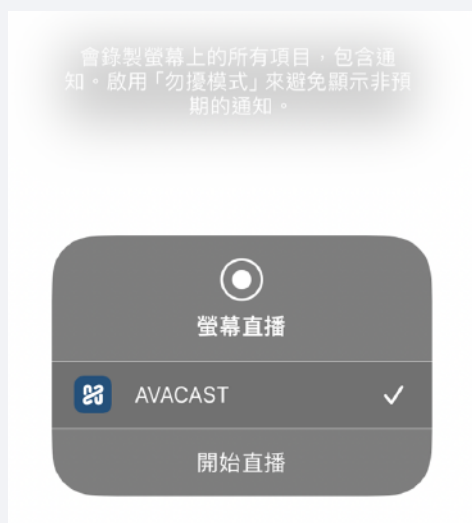 會錄製螢幕上的所有項目，包含通
知。啟用「勿擾模式」來避免顯示非預
期的通知。
螢幕直播
AVACAST
開始直播